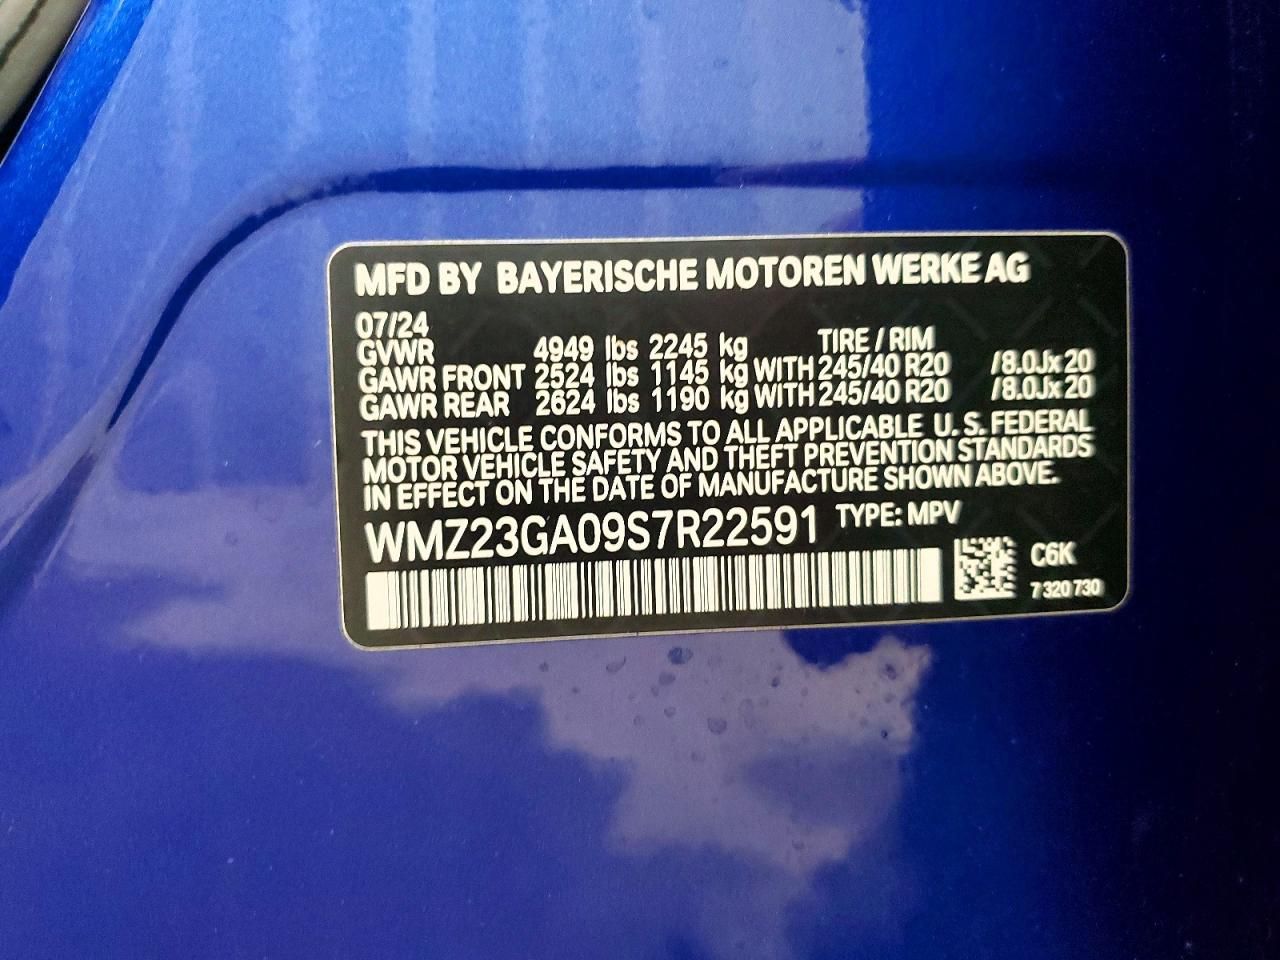 MFD BY BAYERISCHE MOTOREN WERKE AG
07/24
GVWR 4949 lbs 2245 kg TIRE / RIM
GAWR FRONT 2524 lbs 1145 kg WITH 245/40 R20 /8.0Jx20
GAWR REAR 2624 lbs 1190 kg WITH 245/40 R20 /8.0Jx20
THIS VEHICLE CONFORMS TO ALL APPLICABLE U.S. FEDERAL
MOTOR VEHICLE SAFETY AND THEFT PREVENTION STANDARDS
IN EFFECT ON THE DATE OF MANUFACTURE SHOWN ABOVE.
WMZ23GA09S7R22591 TYPE: MPV
C6K
7 320 730